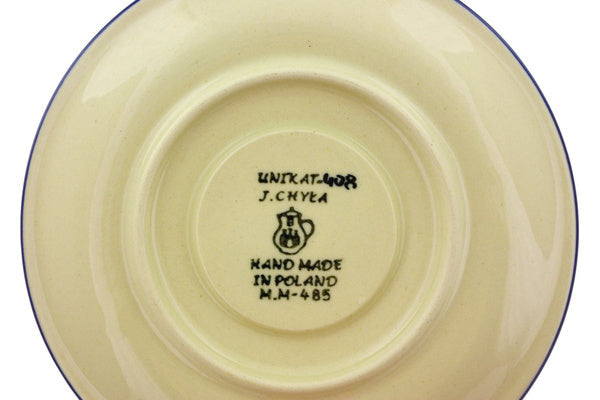 UNIKAT-408
J. CHYŁA
HAND MADE
IN POLAND
M.M-485